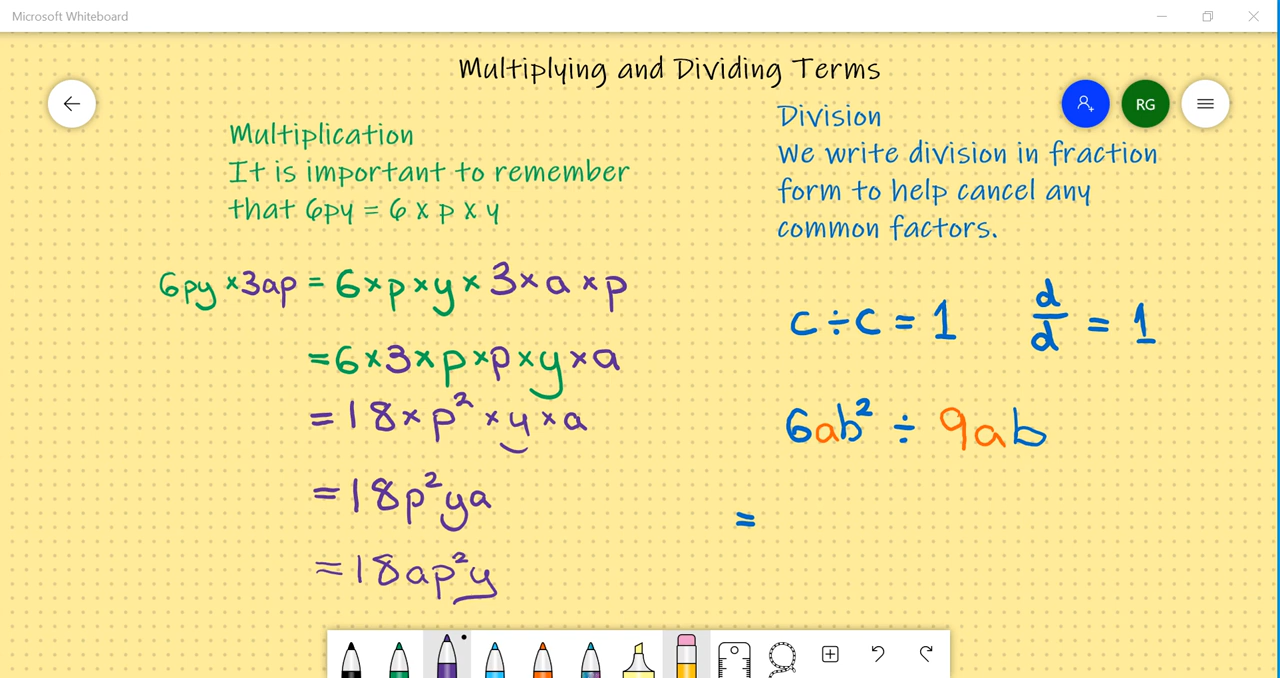 Microsoft Whiteboard
Multiplying and Dividing Terms
RG
Multiplication
It is important to remember
that 6py = 6 x p x y
6py × 3ap = 6 × p × y × 3 × a × p
= 6 × 3 × p × p × y × a
= 18 × p² × y × a
= 18p²ya
= 18ap²y
Division
We write division in fraction
form to help cancel any
common factors.
c ÷ c = 1 d/d = 1
6ab² ÷ 9ab
=